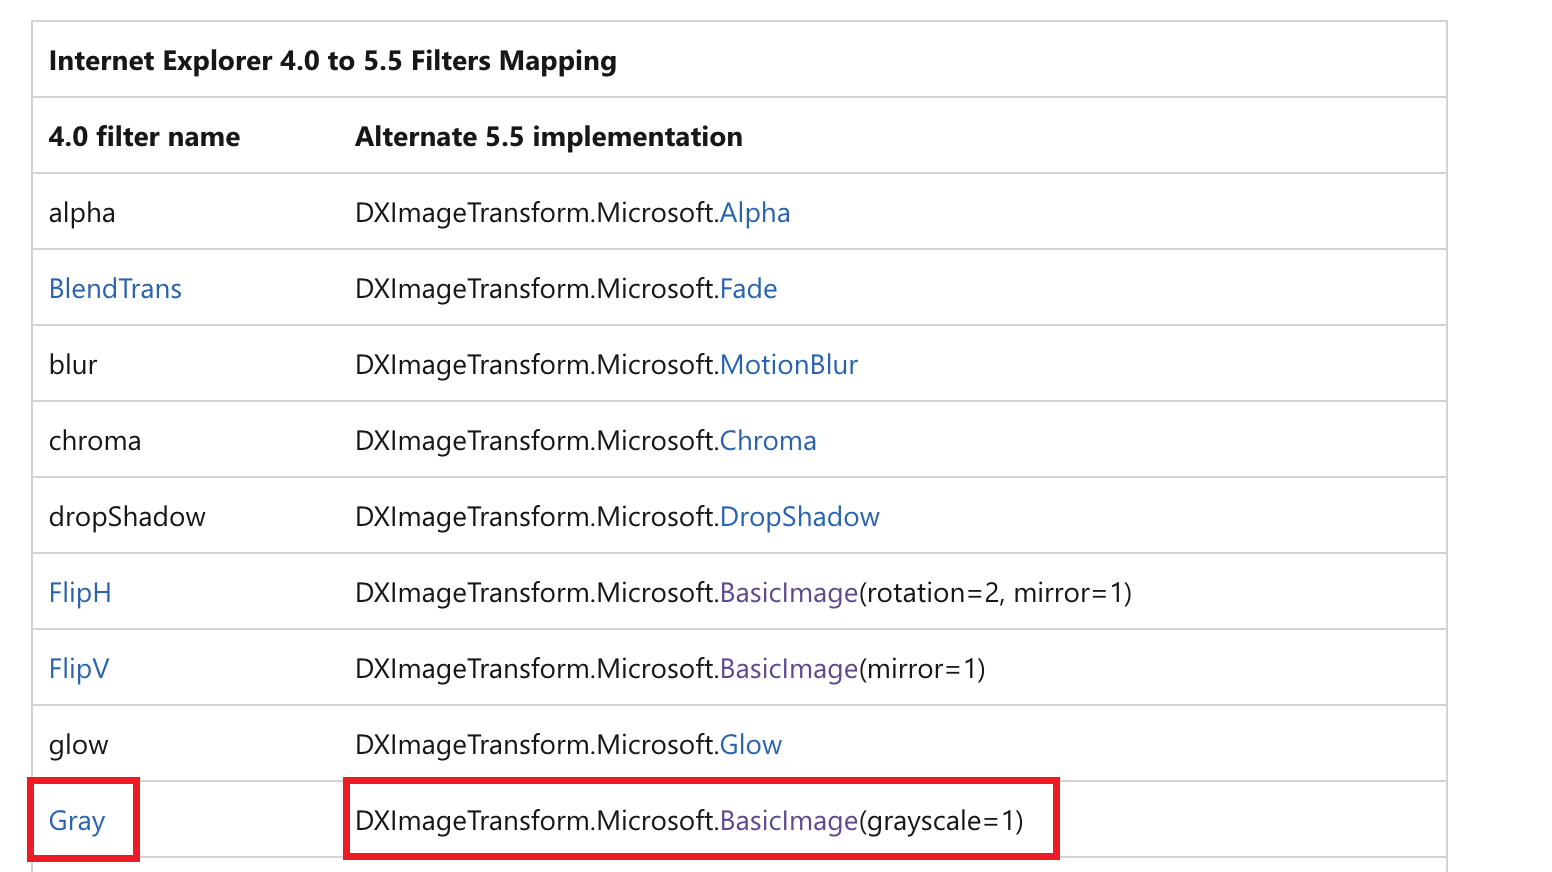 Internet Explorer 4.0 to 5.5 Filters Mapping
4.0 filter name Alternate 5.5 implementation
alpha DXImageTransform.Microsoft.Alpha
BlendTrans DXImageTransform.Microsoft.Fade
blur DXImageTransform.Microsoft.MotionBlur
chroma DXImageTransform.Microsoft.Chroma
dropShadow DXImageTransform.Microsoft.DropShadow
FlipH DXImageTransform.Microsoft.BasicImage(rotation=2, mirror=1)
FlipV DXImageTransform.Microsoft.BasicImage(mirror=1)
glow DXImageTransform.Microsoft.Glow
Gray DXImageTransform.Microsoft.BasicImage(grayscale=1)